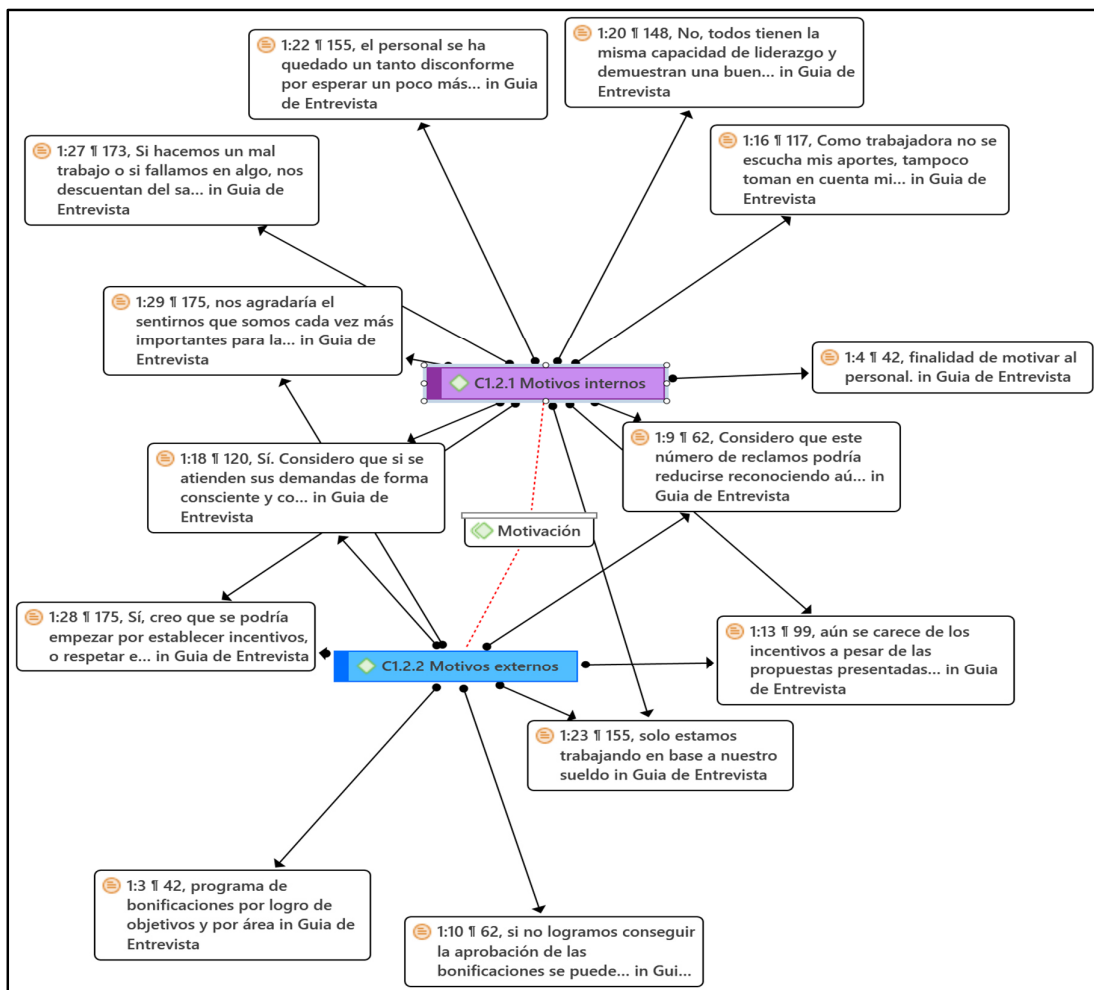 1:22 ¶ 155, el personal se ha
quedado un tanto disconforme
por esperar un poco más... in Guia
de Entrevista
1:20 ¶ 148, No, todos tienen la
misma capacidad de liderazgo y
demuestran una buen... in Guia de
Entrevista
1:27 ¶ 173, Si hacemos un mal
trabajo o si fallamos en algo, nos
descuentan del sa... in Guia de
Entrevista
1:16 ¶ 117, Como trabajadora no se
escucha mis aportes, tampoco
toman en cuenta mi... in Guia de
Entrevista
1:29 ¶ 175, nos agradaría el
sentirnos que somos cada vez más
importantes para la... in Guia de
Entrevista
C1.2.1 Motivos internos
1:4 ¶ 42, finalidad de motivar al
personal. in Guia de Entrevista
1:18 ¶ 120, Sí. Considero que si se
atienden sus demandas de forma
consciente y co... in Guia de
Entrevista
1:9 ¶ 62, Considero que este
número de reclamos podría
reducirse reconociendo aú... in
Guia de Entrevista
Motivación
1:28 ¶ 175, Sí, creo que se podría
empezar por establecer incentivos,
o respetar e... in Guia de
Entrevista
C1.2.2 Motivos externos
1:13 ¶ 99, aún se carece de los
incentivos a pesar de las
propuestas presentadas... in Guia
de Entrevista
1:23 ¶ 155, solo estamos
trabajando en base a nuestro
sueldo in Guia de Entrevista
1:3 ¶ 42, programa de
bonificaciones por logro de
objetivos y por área in Guia de
Entrevista
1:10 ¶ 62, si no logramos conseguir
la aprobación de las
bonificaciones se puede... in Gui...